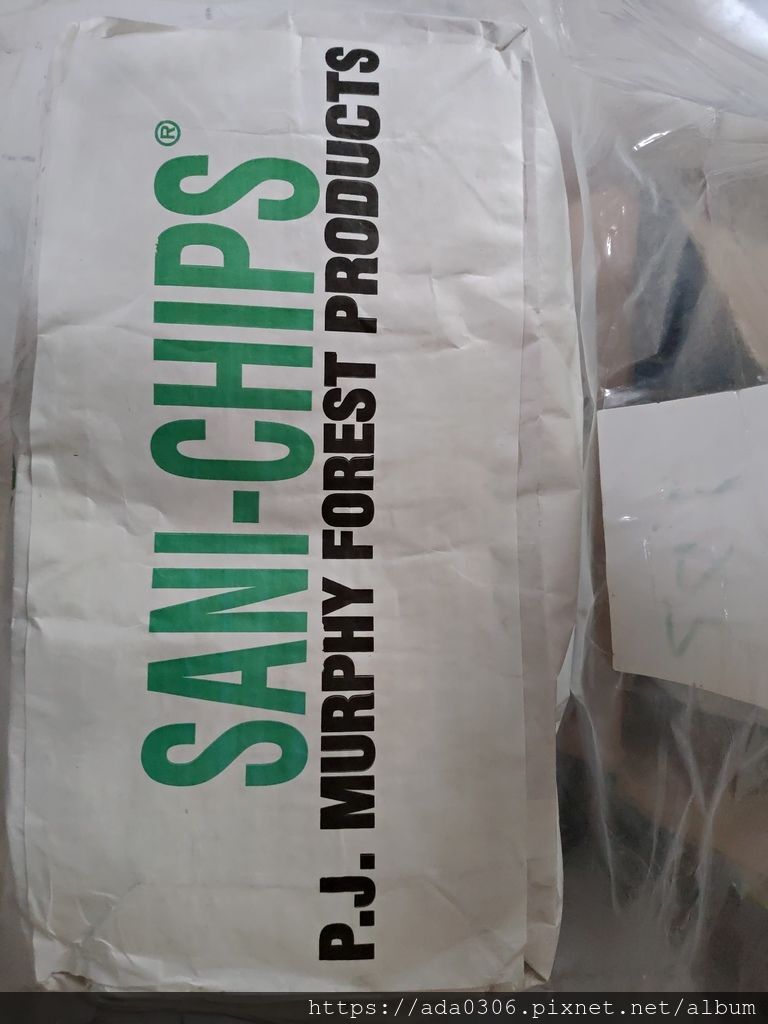 SANI-CHIPS®
P.J. MURPHY FOREST PRODUCTS
https://ada0306.pixnet.net/album